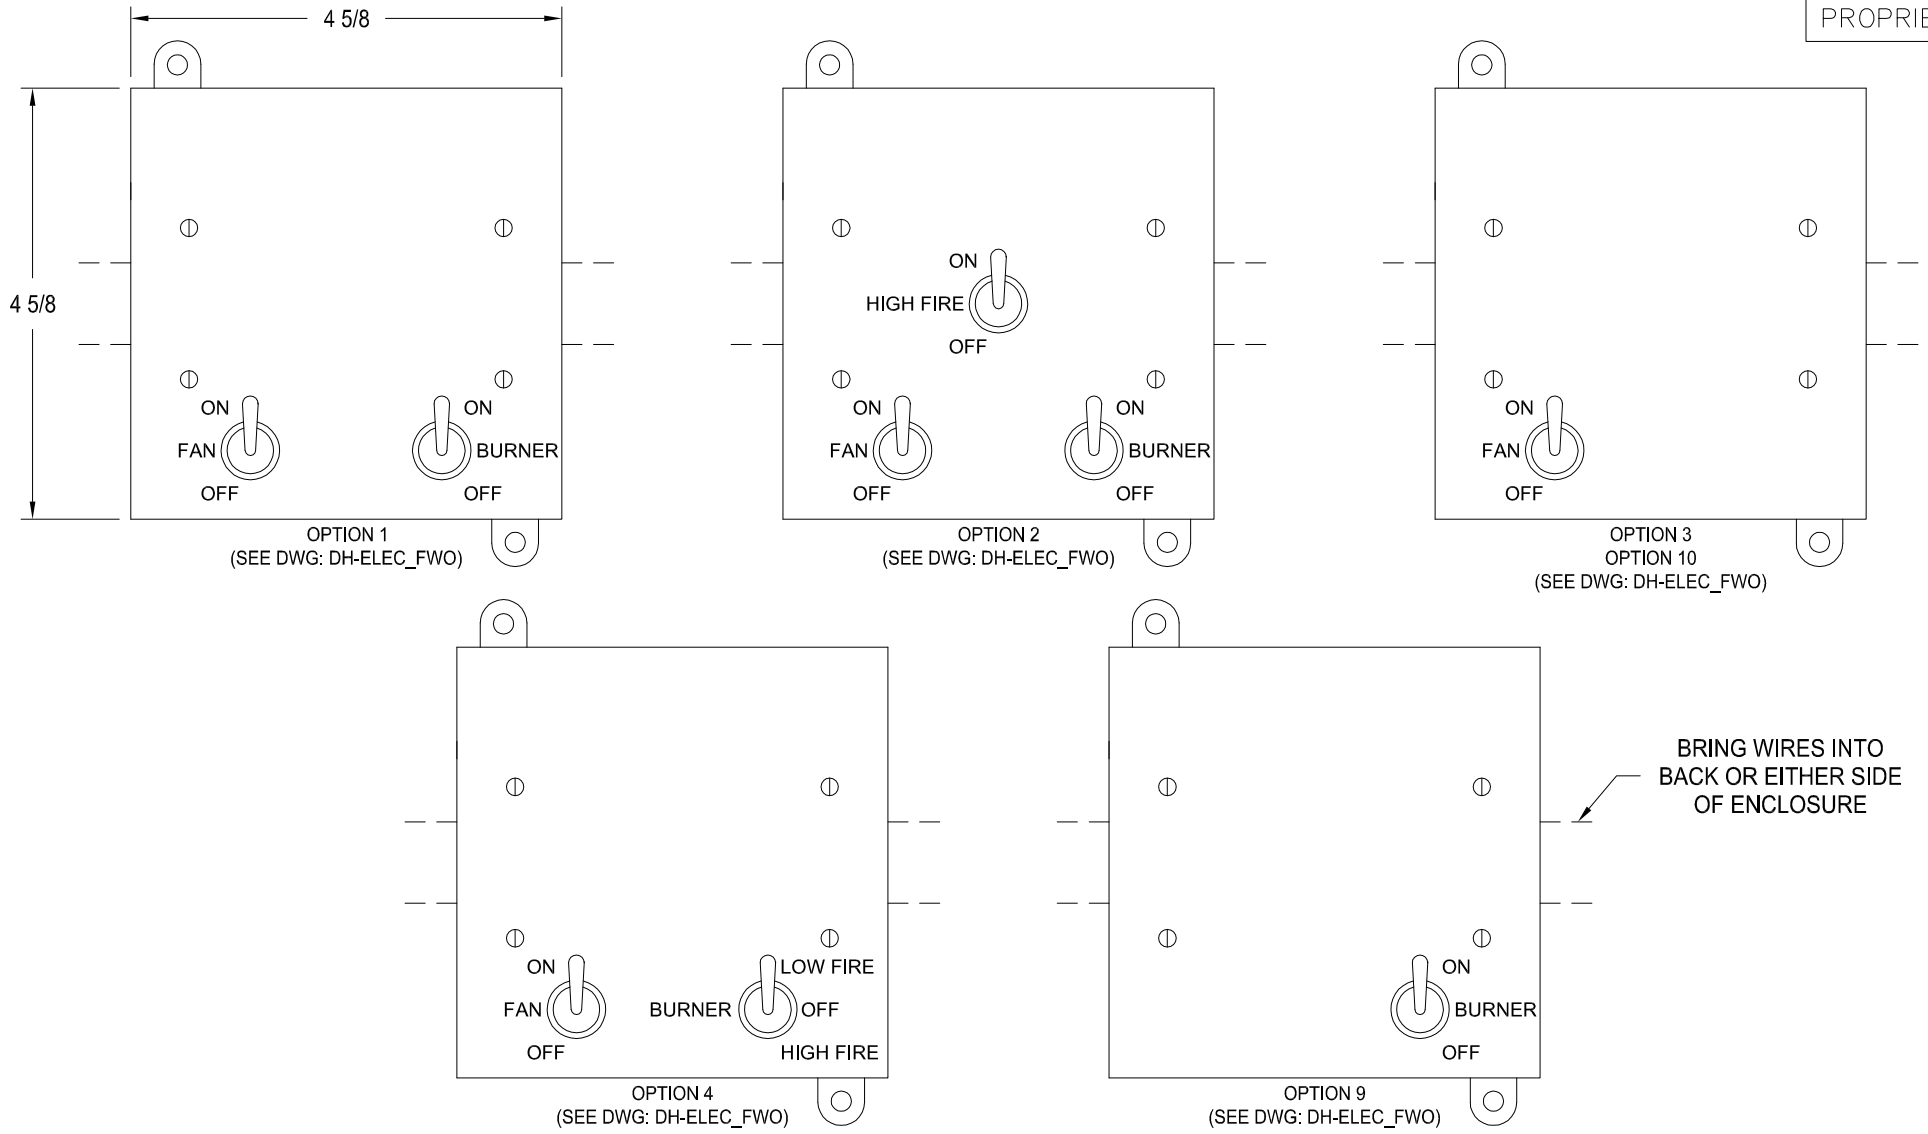 4 5/8
PROPRIE
4 5/8
ON
FAN
OFF
ON
BURNER
OFF
OPTION 1
(SEE DWG: DH-ELEC_FWO)
ON
HIGH FIRE
OFF
ON
FAN
OFF
ON
BURNER
OFF
OPTION 2
(SEE DWG: DH-ELEC_FWO)
ON
FAN
OFF
OPTION 3
OPTION 10
(SEE DWG: DH-ELEC_FWO)
ON
FAN
OFF
LOW FIRE
BURNER OFF
HIGH FIRE
OPTION 4
(SEE DWG: DH-ELEC_FWO)
ON
BURNER
OFF
OPTION 9
(SEE DWG: DH-ELEC_FWO)
BRING WIRES INTO
BACK OR EITHER SIDE
OF ENCLOSURE